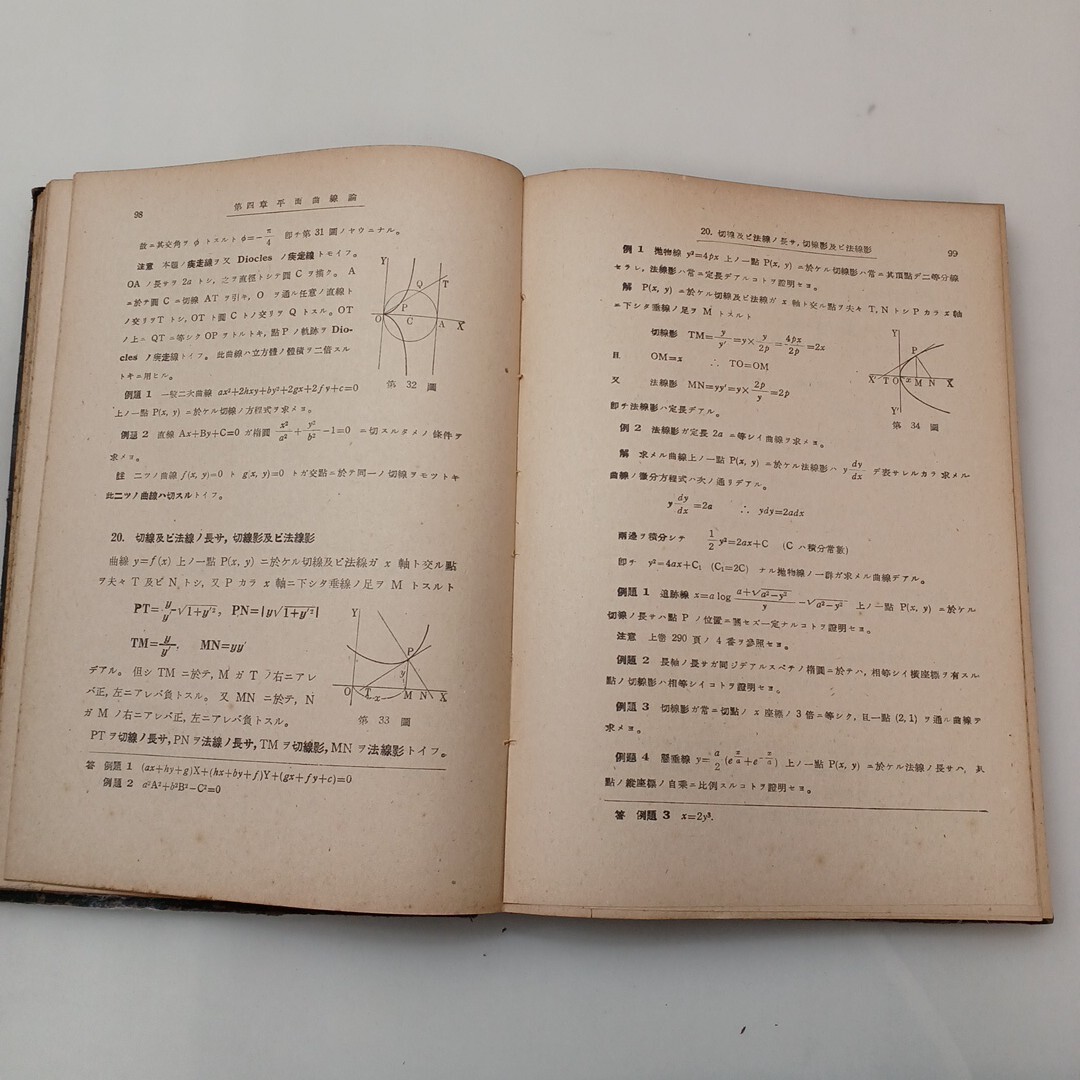 98
第四章 平面曲線論
故ニ其交角ヲ φ トスルト φ=-π/4 卽チ第31圖ノヤウニナル。
注意 本題ノ疾走線ヲ又 Diocles ノ疾走線トモイフ。
OA ノ長サヲ 2a トシ, 之ヲ直徑トシテ圓 C ヲ橫ク。A
ニ於テ圓 C ニ切線 AT ヲ引キ, O ヲ通ル任意ノ直線ト
ノ交リヲ T トシ, OT ト圓 C トノ交リヲ Q トスル。OT
ノ上ニ QT ニ等シク OP ヲトルトキ, 點 P ノ軌跡ヲ Dio-
cles ノ疾走線トイフ。此曲線ハ立方體ノ體積ヲ二倍スル
トキニ用ヒル。
Y
Q
T
P
O
C
A
X
第 32 圖
例題 1 一般二次曲線 ax²+2hxy+by²+2gx+2fy+c=0
上ノ一點 P(x, y) ニ於ケル切線ノ方程式ヲ求メヨ。
例題 2 直線 Ax+By+C=0 ガ楕圓 x²/a²+y²/b²-1=0 ニ切スルタメノ條件ヲ
求メヨ。
註 二ツノ曲線 f(x, y)=0 ト g(x, y)=0 トガ交點ニ於テ同一ノ切線ヲモツトキ
此二ツノ曲線ハ切スルトイフ。
20. 切線及ビ法線ノ長サ, 切線影及ビ法線影
曲線 y=f(x) 上ノ一點 P(x, y) ニ於ケル切線及ビ法線ガ x 軸ト交ル點
ヲ夫々 T 及ビ N トシ, 又 P カラ x 軸ニ下シタ垂線ノ足ヲ M トスルト
PT=y/y′√1+y′², PN=|y√1+y′²|
TM=y/y′, MN=yy′
デアル。但シ TM ニ於テ, M ガ T ノ右ニアレ
バ正, 左ニアレバ負トスル。又 MN ニ於テ, N
ガ M ノ右ニアレバ正, 左ニアレバ負トスル。
Y
P
y
O
T
x
M
N
X
第 33 圖
PT ヲ切線ノ長サ, PN ヲ法線ノ長サ, TM ヲ切線影, MN ヲ法線影トイフ。
答 例題 1 (ax+hy+g)X+(hx+by+f)Y+(gx+fy+c)=0
例題 2 a²A²+b²B²-C²=0
20. 切線及ビ法線ノ長サ, 切線影及ビ法線影
99
例 1 拋物線 y²=4px 上ノ一點 P(x, y) ニ於ケル切線影ハ常ニ其頂點デ二等分線
セラレ, 法線影ハ常ニ定長デアルコトヲ證明セヨ。
解 P(x, y) ニ於ケル切線及ビ法線ガ x 軸ト交ル點ヲ夫々 T, N トシ P カラ x 軸
ニ下シタ垂線ノ足ヲ M トスルト
切線影 TM=y/y′=y×y/2p=4px/2p=2x
且 OM=x ∴ TO=OM
又 法線影 MN=yy′=y×2p/y=2p
卽チ法線影ハ定長デアル。
Y
P
X′
T
O
x
M
N
X
Y′
第 34 圖
例 2 法線影ガ定長 2a ニ等シイ曲線ヲ求メヨ。
解 求メル曲線上ノ一點 P(x, y) ニ於ケル法線影ハ y dy/dx デ表サレルカラ求メル
曲線ノ微分方程式ハ次ノ通リデアル。
y dy/dx=2a ∴ ydy=2adx
兩邊ヲ積分シテ 1/2 y²=2ax+C (C ハ積分常數)
卽チ y²=4ax+C₁ (C₁=2C) ナル拋物線ノ一群ガ求メル曲線デアル。
例題 1 追跡線 x=a log a+√a²-y²/y-√a²-y² 上ノ一點 P(x, y) ニ於ケル
切線ノ長サハ點 P ノ位置ニ關セズ一定ナルコトヲ證明セヨ。
注意 上卷 290 頁ノ 4 番ヲ參照セヨ。
例題 2 長軸ノ長サガ同ジデアルスベテノ楕圓ニ於テハ, 相等シイ橫座標ヲ有スル
點ノ切線影ハ相等シイコトヲ證明セヨ。
例題 3 切線影ガ常ニ切點ノ x 座標ノ 3 倍ニ等シク, 且一點 (2, 1) ヲ通ル曲線ヲ
求メヨ。
例題 4 懸垂線 y=a/2(e^x/a+e^-x/a) 上ノ一點 P(x, y) ニ於ケル法線ノ長サハ, 其
點ノ縱座標ノ自乘ニ比例スルコトヲ證明セヨ。
答 例題 3 x=2y³.